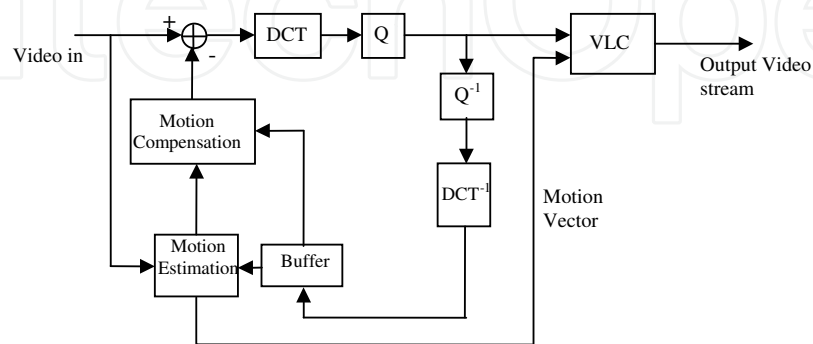 +
Video in
-
DCT
Q
VLC
Output Video
stream
Q-1
Motion
Compensation
DCT-1
Motion
Vector
Motion
Estimation
Buffer